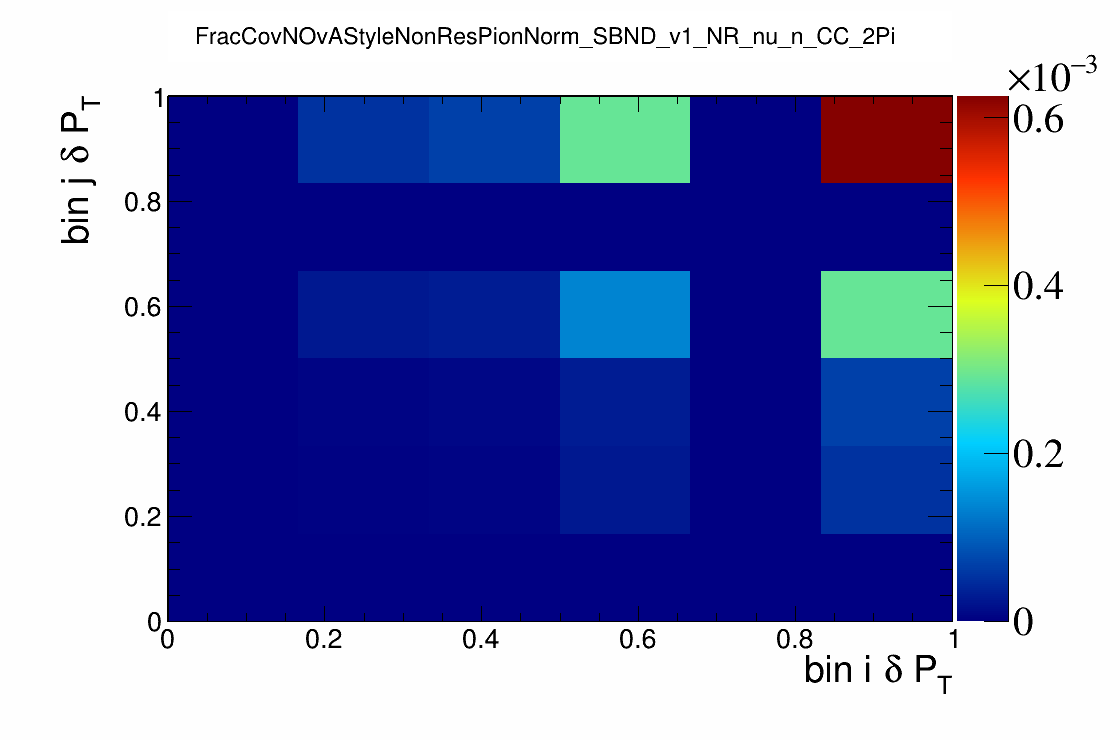 FracCovNOvAStyleNonResPionNorm_SBND_v1_NR_nu_n_CC_2Pi
×10⁻³
bin j δ P_T
1
0.8
0.6
0.4
0.2
0
0 0.2 0.4 0.6 0.8 1
bin i δ P_T
0.6
0.4
0.2
0